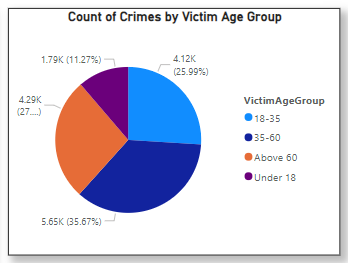 Count of Crimes by Victim Age Group
1.79K (11.27%)
4.12K
(25.99%)
4.29K
(27....)
5.65K (35.67%)
VictimAgeGroup
18-35
35-60
Above 60
Under 18